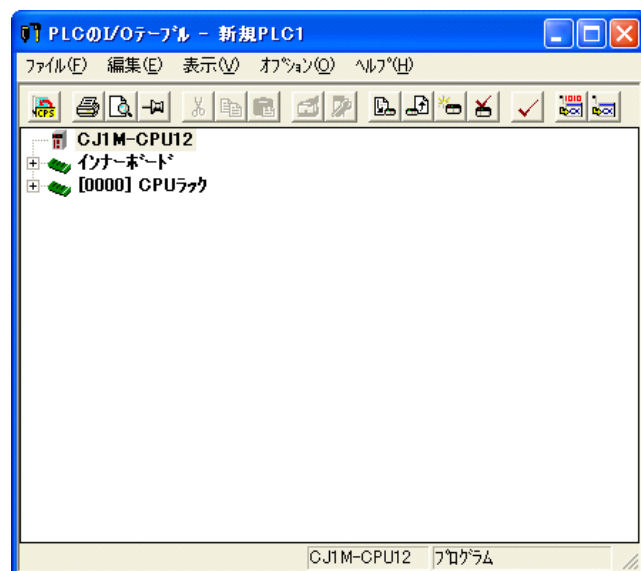 PLCのI/Oテーブル - 新規PLC1
ファイル(F) 編集(E) 表示(V) オプション(O) ヘルプ(H)
NCPS
1010
CJ1M-CPU12
インナーボード
[0000] CPUラック
CJ1M-CPU12 プログラム